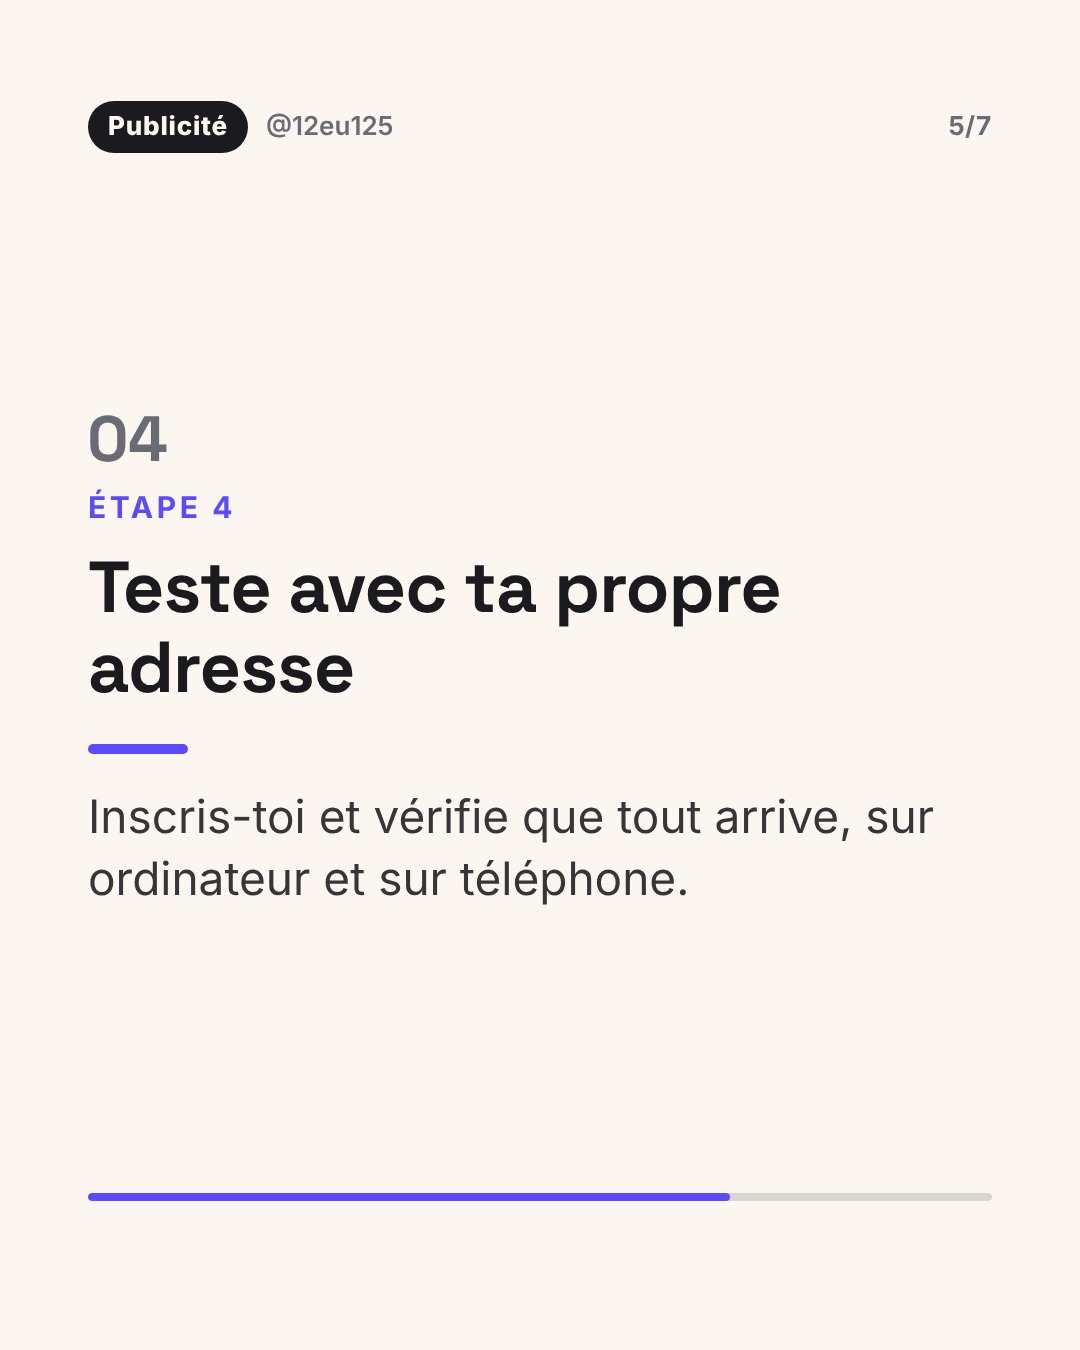 Publicité @12eu125 5/7
04
ÉTAPE 4
Teste avec ta propre
adresse
Inscris-toi et vérifie que tout arrive, sur
ordinateur et sur téléphone.